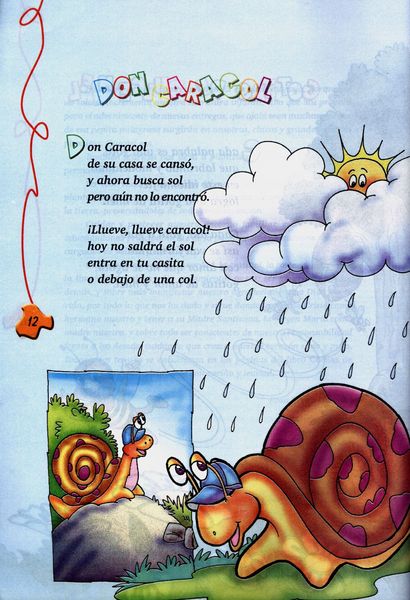 DON CARACOL
Don Caracol
de su casa se cansó,
y ahora busca sol
pero aún no lo encontró.
¡Llueve, llueve caracol!
hoy no saldrá el sol
entra en tu casita
o debajo de una col.
12